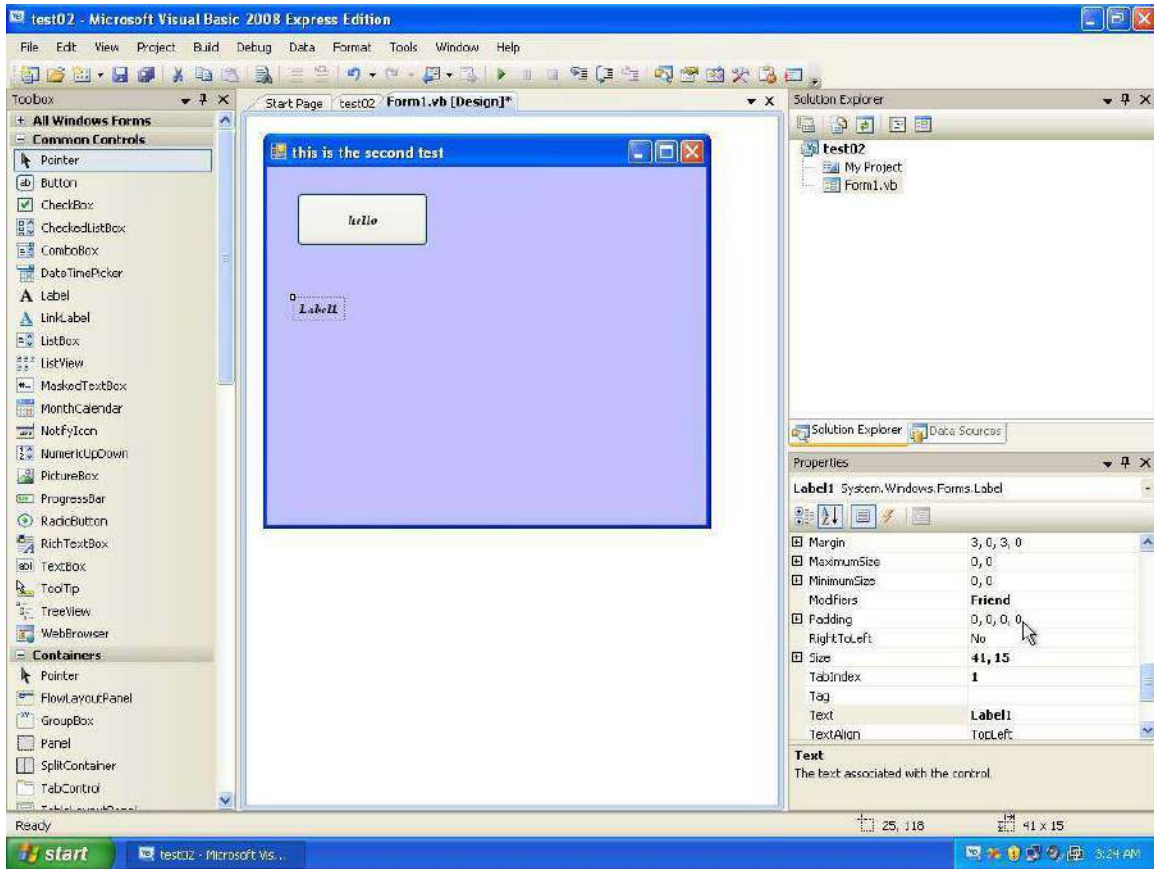 test02 - Microsoft Visual Basic 2008 Express Edition
File Edit View Project Build Debug Data Format Tools Window Help
Toolbox
All Windows Forms
Common Controls
Pointer
Button
CheckBox
CheckedListBox
ComboBox
DateTimePicker
Label
LinkLabel
ListBox
ListView
MaskedTextBox
MonthCalendar
NotifyIcon
NumericUpDown
PictureBox
ProgressBar
RadioButton
RichTextBox
TextBox
ToolTip
TreeView
WebBrowser
Containers
Pointer
FlowLayoutPanel
GroupBox
Panel
SplitContainer
TabControl
Start Page test02 Form1.vb [Design]*
this is the second test
hello
Label1
Solution Explorer
test02
My Project
Form1.vb
Solution Explorer Data Sources
Properties
Label1 System.Windows.Forms.Label
Margin 3, 0, 3, 0
MaximumSize 0, 0
MinimumSize 0, 0
Modifiers Friend
Padding 0, 0, 0, 0
RightToLeft No
Size 41, 15
TabIndex 1
Tag
Text Label1
TextAlign TopLeft
Text
The text associated with the control.
Ready 25, 118 41 x 15
start test02 - Microsoft Vis... 3:24 AM